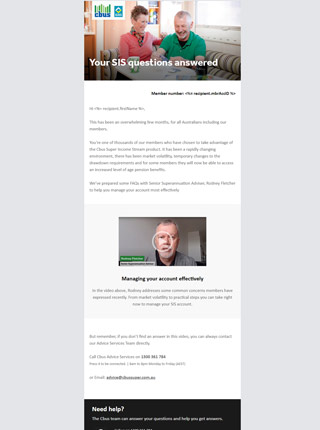 cbus
Your SIS questions answered
Member number: <%= recipient.mbrAccID %>
Hi <%= recipient.firstName %>,
This has been an overwhelming few months, for all Australians including our
members.
You're one of thousands of our members who have chosen to take advantage of
the Cbus Super Income Stream product. It has been a rapidly changing
environment, there has been market volatility, temporary changes to the
drawdown requirements and for some members they will now be able to access
an increased level of age pension benefits.
We've prepared some FAQs with Senior Superannuation Adviser, Rodney Fletcher
to help you manage your account most effectively.
Rodney Fletcher
Managing your account effectively
In the video above, Rodney addresses some common concerns members have
expressed recently. From market volatility to practical steps you can take right
now to manage your SIS account.
But remember, if you don't find an answer in this video, you can always contact
our Advice Services Team directly.
Call Cbus Advice Services on 1300 361 784
Press 4 to be connected | 8am to 8pm Monday to Friday (AEST)
or Email: advice@cbussuper.com.au.
Need help?
The Cbus team can answer your questions and help you get answers.